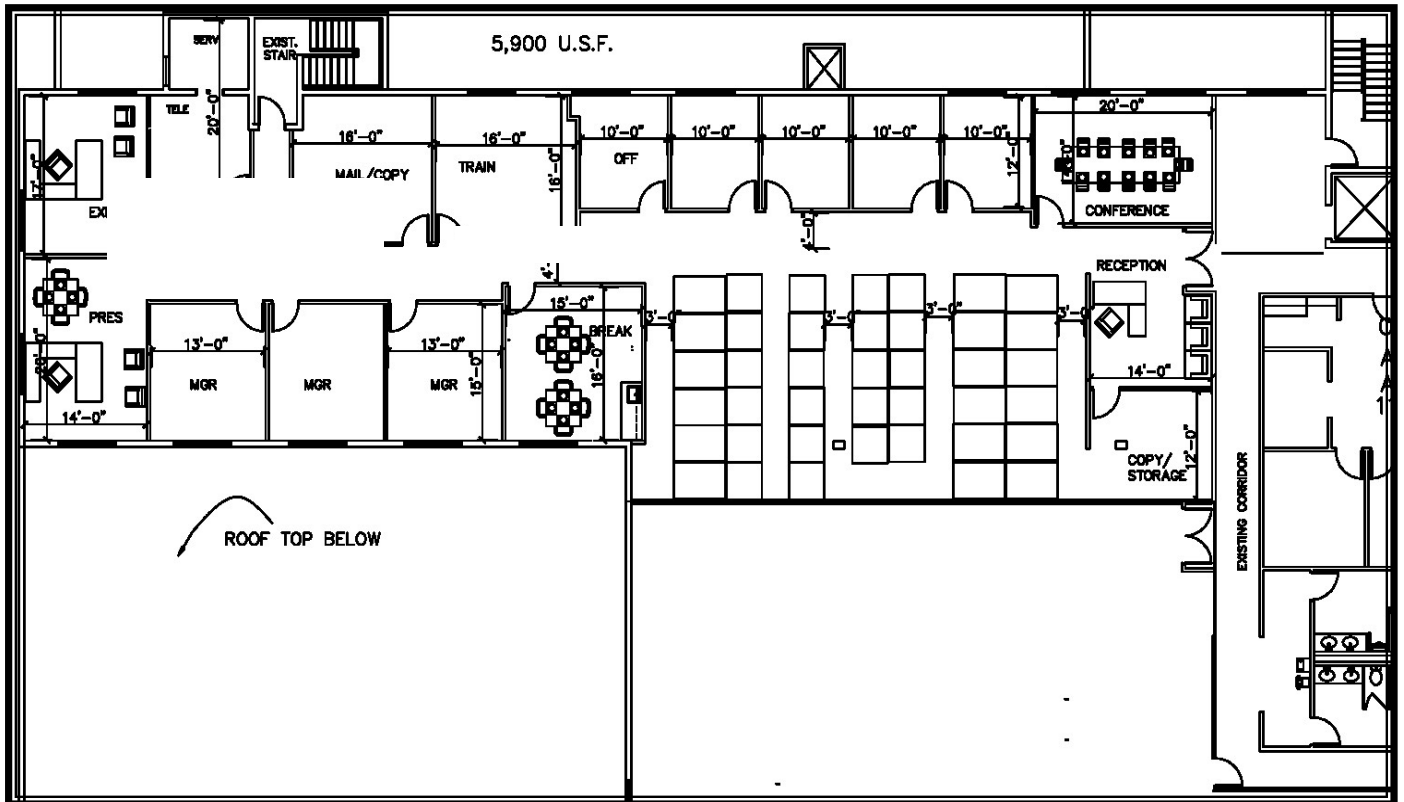 SERV
EXIST.
STAIR
5,900 U.S.F.
TELE
20'-0"
16'-0"
16'-0"
10'-0"
10'-0"
10'-0"
10'-0"
10'-0"
20'-0"
OFF
MAIL/COPY
TRAIN
17'-0"
16'-0"
12'-0"
CONFERENCE
4'-0"
RECEPTION
PRES
15'-0"
BREAK
3'-0"
3'-0"
3'-0"
3'-0"
13'-0"
13'-0"
MGR
MGR
MGR
15'-0"
16'-0"
14'-0"
14'-0"
COPY/
STORAGE
12'-0"
EXISTING CORRIDOR
ROOF TOP BELOW